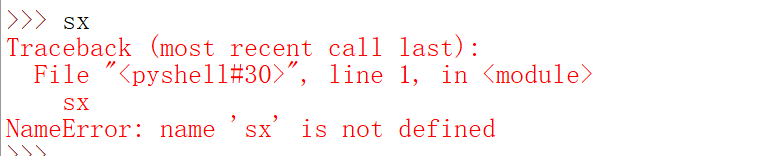 >>> sx
Traceback (most recent call last):
  File "<pyshell#30>", line 1, in <module>
    sx
NameError: name 'sx' is not defined
>>>